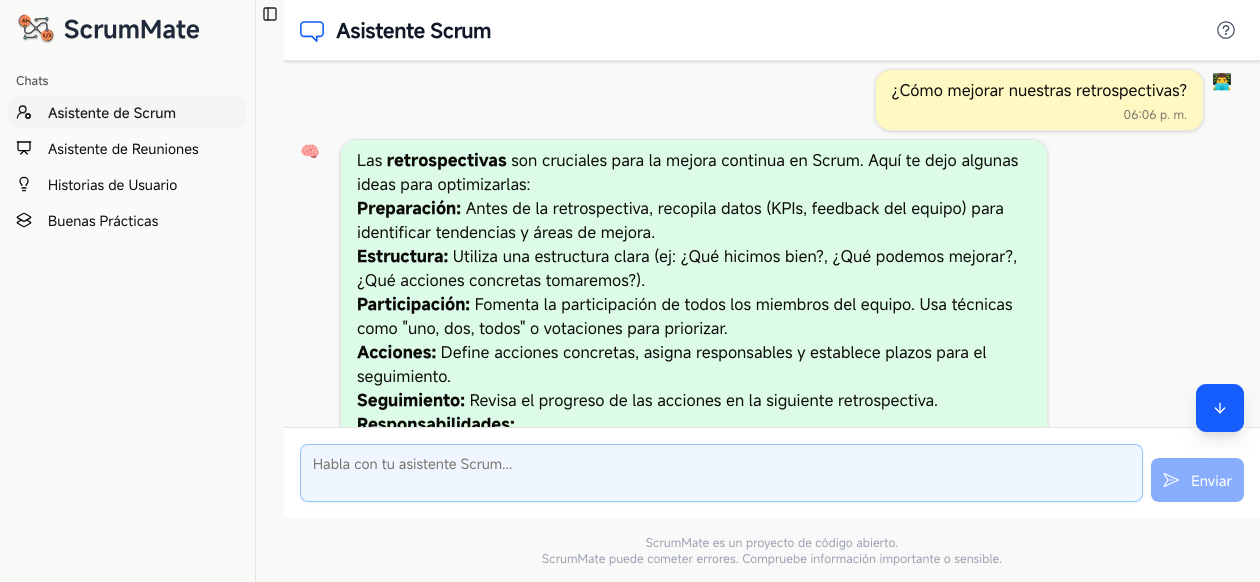 ScrumMate
Chats
Asistente de Scrum
Asistente de Reuniones
Historias de Usuario
Buenas Prácticas
Asistente Scrum
¿Cómo mejorar nuestras retrospectivas?
06:06 p. m.
Las retrospectivas son cruciales para la mejora continua en Scrum. Aquí te dejo algunas
ideas para optimizarlas:
Preparación: Antes de la retrospectiva, recopila datos (KPIs, feedback del equipo) para
identificar tendencias y áreas de mejora.
Estructura: Utiliza una estructura clara (ej: ¿Qué hicimos bien?, ¿Qué podemos mejorar?,
¿Qué acciones concretas tomaremos?).
Participación: Fomenta la participación de todos los miembros del equipo. Usa técnicas
como "uno, dos, todos" o votaciones para priorizar.
Acciones: Define acciones concretas, asigna responsables y establece plazos para el
seguimiento.
Seguimiento: Revisa el progreso de las acciones en la siguiente retrospectiva.
Responsabilidades:
Habla con tu asistente Scrum...
Enviar
ScrumMate es un proyecto de código abierto.
ScrumMate puede cometer errores. Compruebe información importante o sensible.